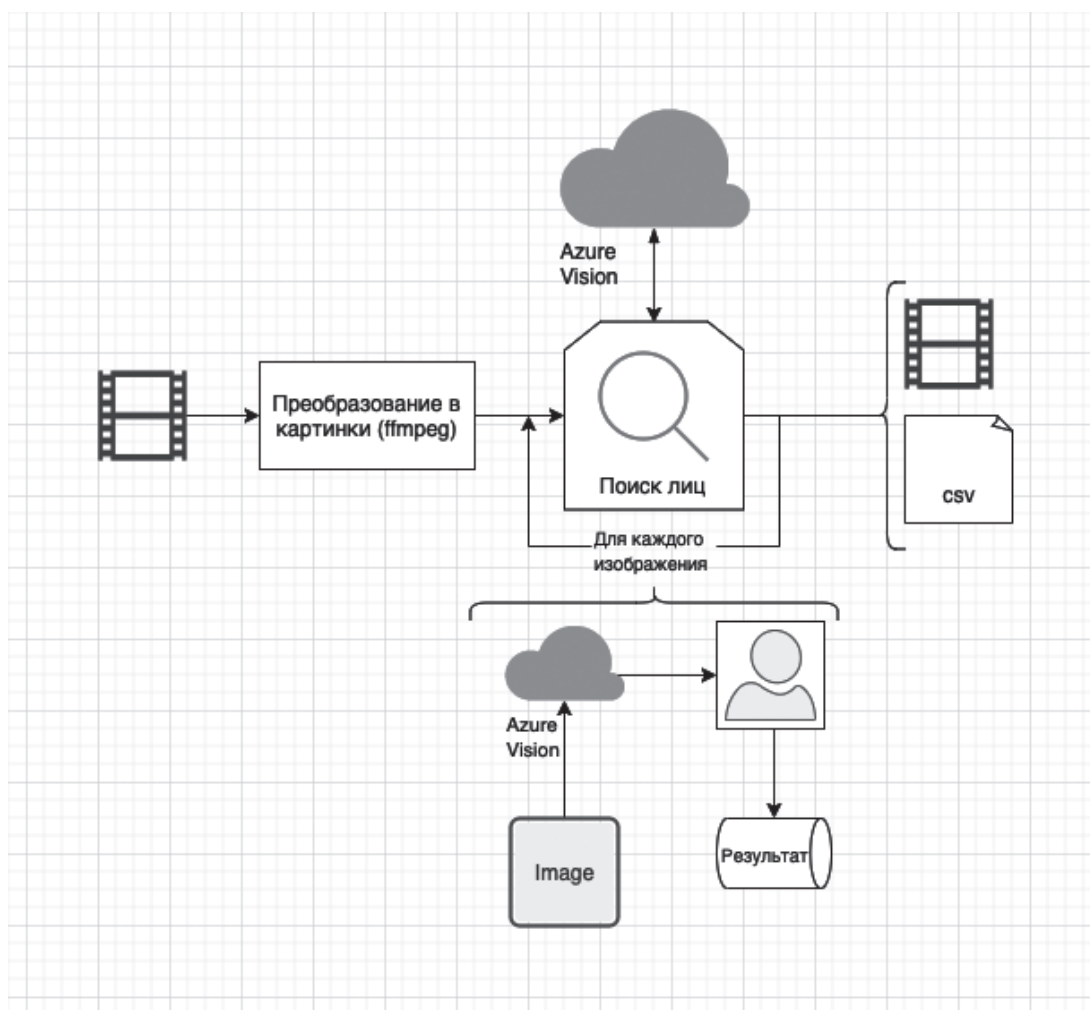 Azure
Vision
Преобразование в
картинки (ffmpeg)
Поиск лиц
csv
Для каждого
изображения
Azure
Vision
Image
Результат